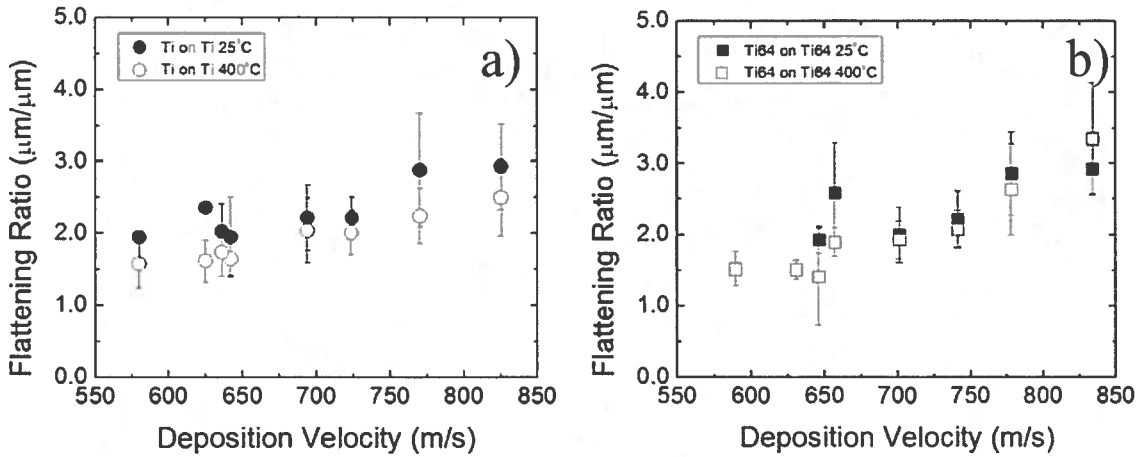 5.0
4.0
3.0
2.0
1.0
0.0
550
600
650
700
750
800
850
Flattening Ratio (μm/μm)
Deposition Velocity (m/s)
Ti on Ti 25°C
Ti on Ti 400°C
a)
5.0
4.0
3.0
2.0
1.0
0.0
550
600
650
700
750
800
850
Flattening Ratio (μm/μm)
Deposition Velocity (m/s)
Ti64 on Ti64 25°C
Ti64 on Ti64 400°C
b)